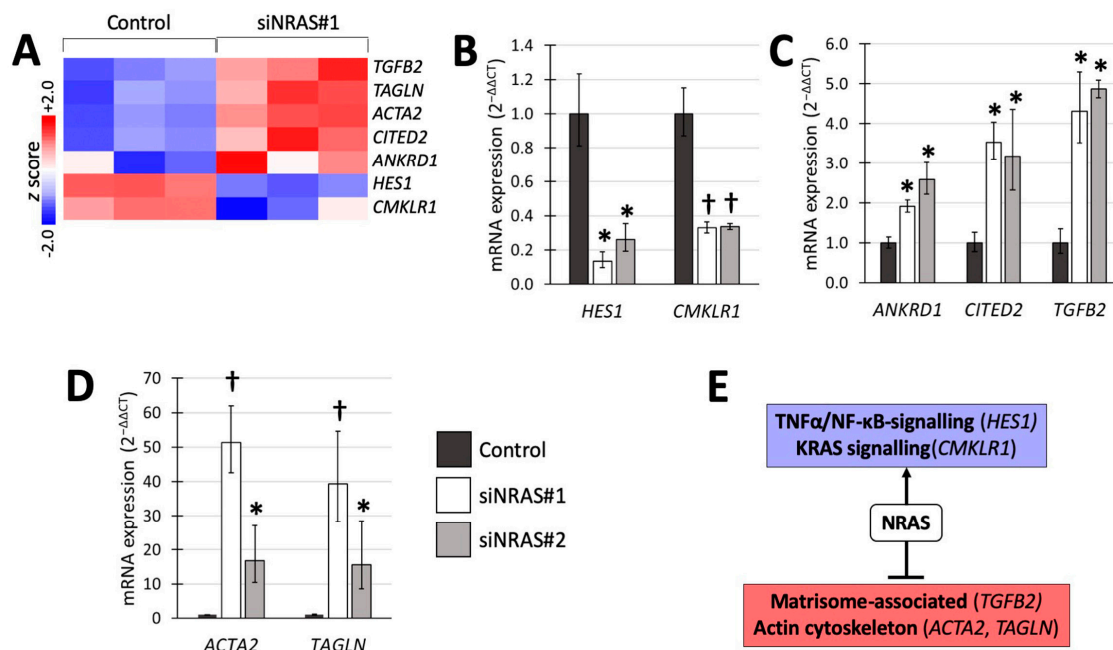 A
Control
siNRAS#1
+2.0
z score
-2.0
TGFB2
TAGLN
ACTA2
CITED2
ANKRD1
HES1
CMKLR1
B
mRNA expression (2−ΔΔCT)
1.4
1.2
1.0
0.8
0.6
0.4
0.2
0.0
*
*
†
†
HES1
CMKLR1
C
mRNA expression (2−ΔΔCT)
6.0
5.0
4.0
3.0
2.0
1.0
0.0
*
*
*
*
*
*
ANKRD1
CITED2
TGFB2
D
mRNA expression (2−ΔΔCT)
70
60
50
40
30
20
10
0
†
*
†
*
ACTA2
TAGLN
Control
siNRAS#1
siNRAS#2
E
TNFα/NF-κB-signalling (HES1)
KRAS signalling(CMKLR1)
NRAS
Matrisome-associated (TGFB2)
Actin cytoskeleton (ACTA2, TAGLN)